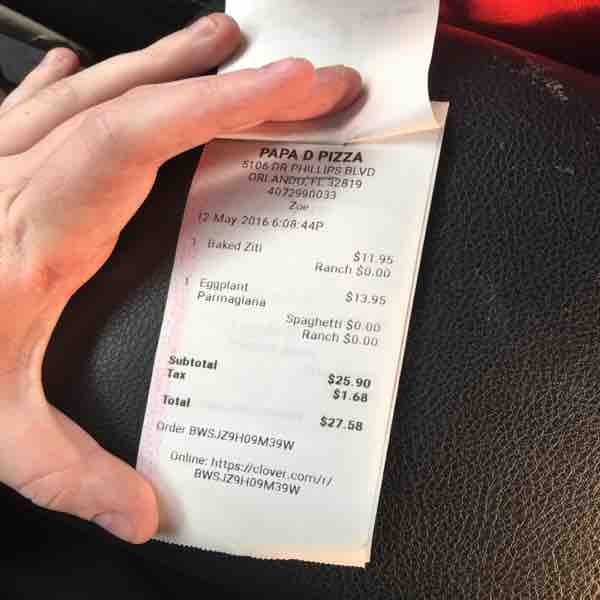 PAPA D PIZZA
5106 DR PHILLIPS BLVD
ORLANDO, FL 32819
4072990033
Zoe
12 May 2016 6:08:44P
1 Baked Ziti $11.95
Ranch $0.00
1 Eggplant
Parmagiana $13.95
Spaghetti $0.00
Ranch $0.00
Subtotal $25.90
Tax $1.68
Total $27.58
Order BWSJZ9H09M39W
Online: https://clover.com/r/
BWSJZ9H09M39W